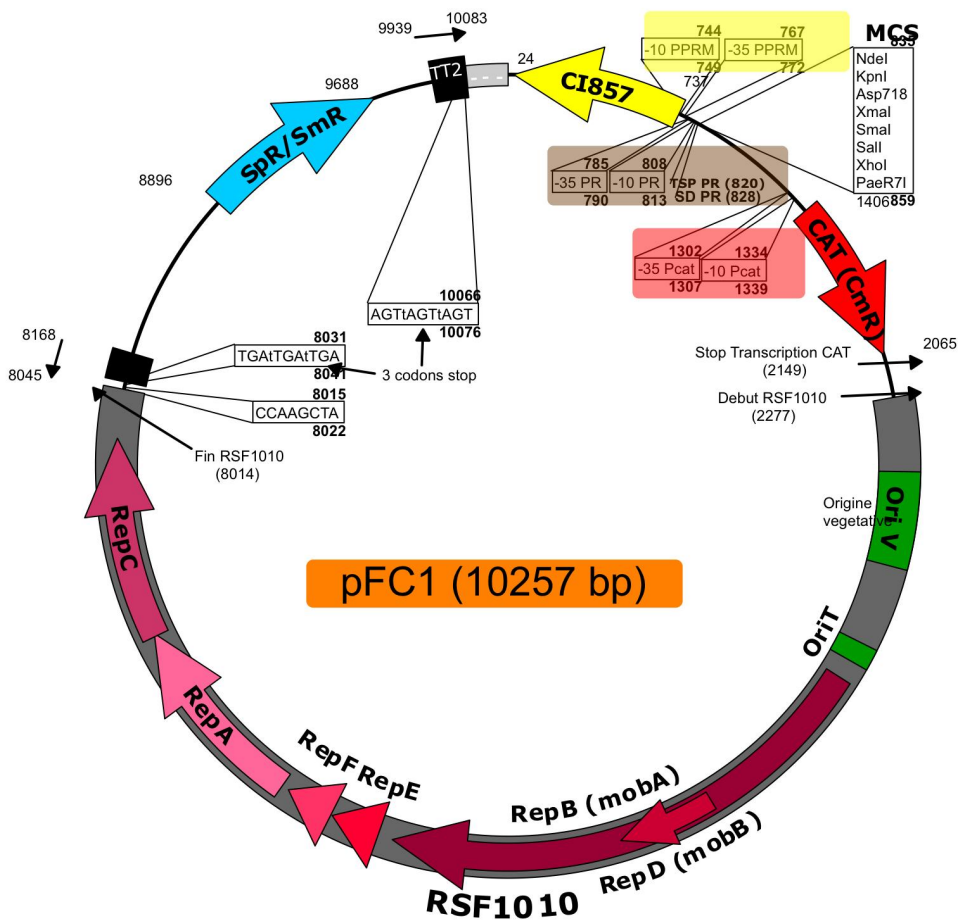 10083
9939
TT2
24
CI857
744
-10 PPRM
749
767
-35 PPRM
772
737
MCS
835
NdeI
KpnI
Asp718
XmaI
SmaI
SalI
XhoI
PaeR7I
859
1406
785
-35 PR
790
808
-10 PR
813
TSP PR (820)
SD PR (828)
1302
-35 Pcat
1307
1334
-10 Pcat
1339
CAT (CmR)
9688
SpR/SmR
8896
10066
AGTtAGTtAGT
10076
8168
8045
8031
TGAtTGAtTGA
8041
3 codons stop
8015
CCAAGCTA
8022
Fin RSF1010
(8014)
Stop Transcription CAT
(2149)
2065
Debut RSF1010
(2277)
Origine
vegetative
Ori V
OriT
RepC
pFC1 (10257 bp)
RepA
RepF
RepE
RepB (mobA)
RepD (mobB)
RSF1010